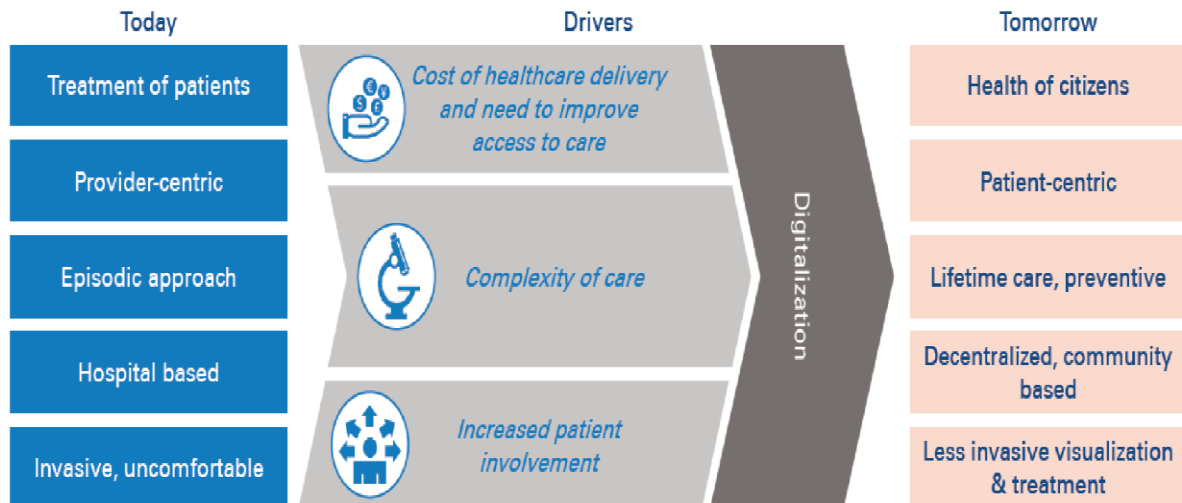 Today
Drivers
Tomorrow
Treatment of patients
Provider-centric
Episodic approach
Hospital based
Invasive, uncomfortable
Cost of healthcare delivery
and need to improve
access to care
Complexity of care
Increased patient
involvement
Digitalization
Health of citizens
Patient-centric
Lifetime care, preventive
Decentralized, community
based
Less invasive visualization
& treatment